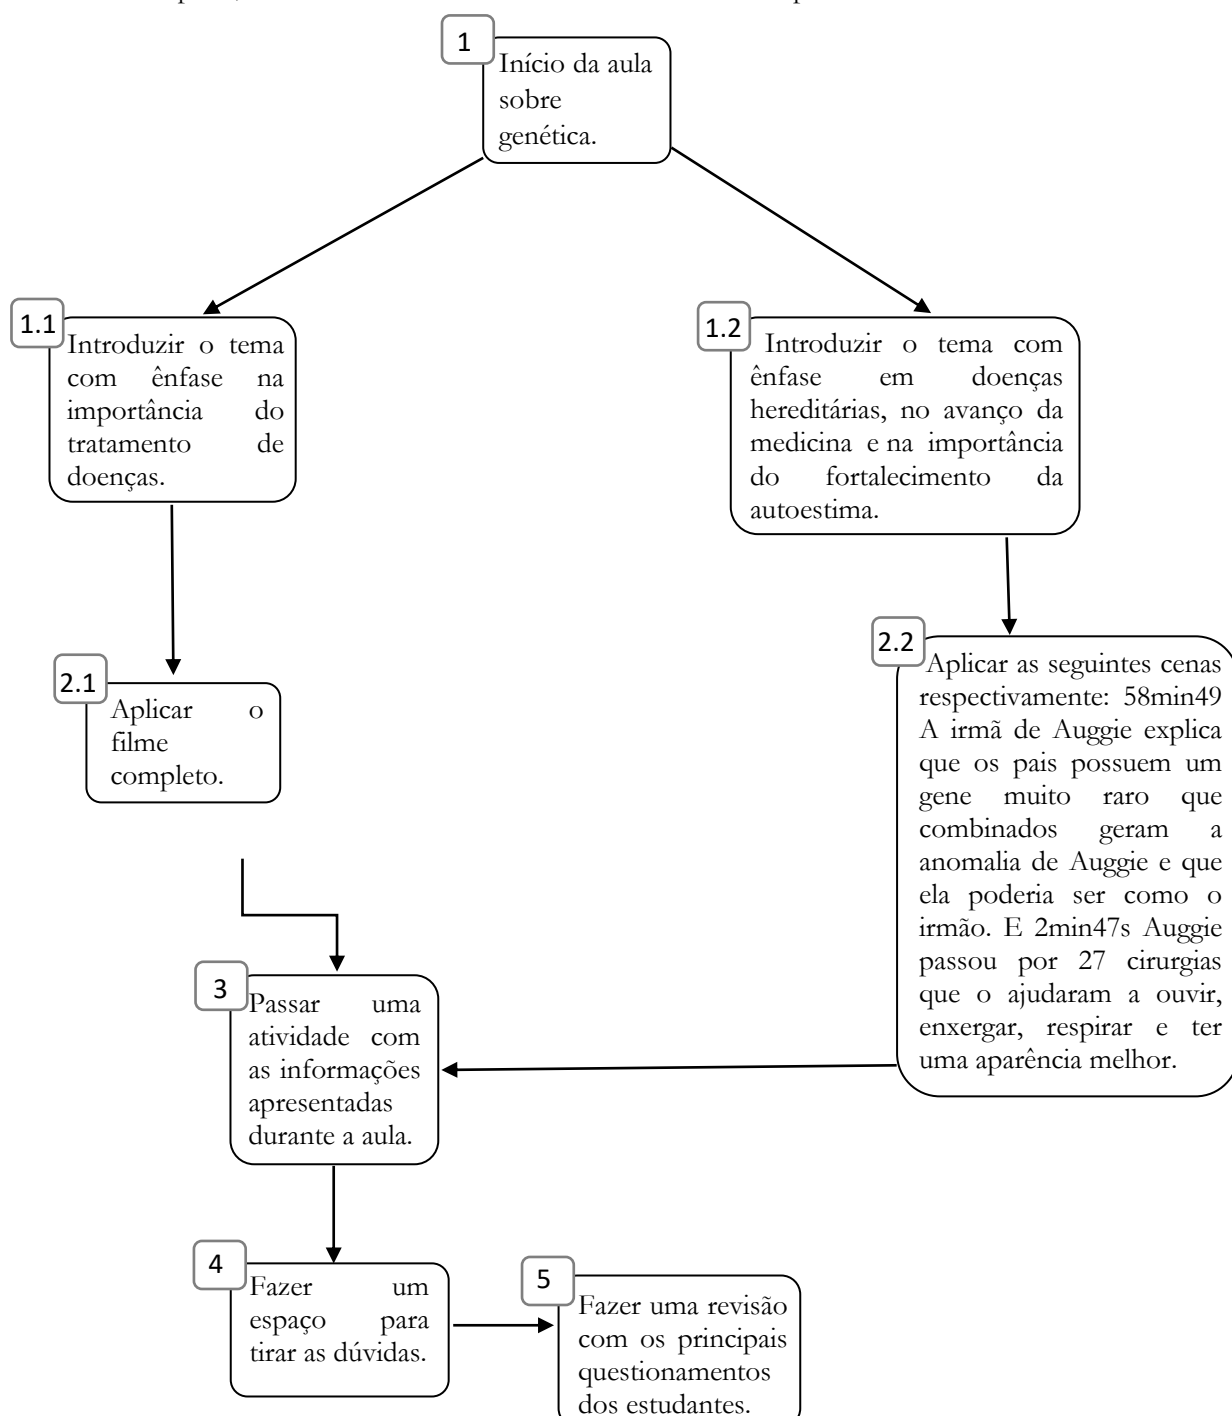 1
Início da aula
sobre
genética.
1.1
Introduzir o tema
com ênfase na
importância do
tratamento de
doenças.
1.2
Introduzir o tema com
ênfase em doenças
hereditárias, no avanço da
medicina e na importância
do fortalecimento da
autoestima.
2.1
Aplicar o
filme
completo.
2.2
Aplicar as seguintes cenas
respectivamente: 58min49
A irmã de Auggie explica
que os pais possuem um
gene muito raro que
combinados geram a
anomalia de Auggie e que
ela poderia ser como o
irmão. E 2min47s Auggie
passou por 27 cirurgias
que o ajudaram a ouvir,
enxergar, respirar e ter
uma aparência melhor.
3
Passar uma
atividade com
as informações
apresentadas
durante a aula.
4
Fazer um
espaço para
tirar as dúvidas.
5
Fazer uma revisão
com os principais
questionamentos
dos estudantes.